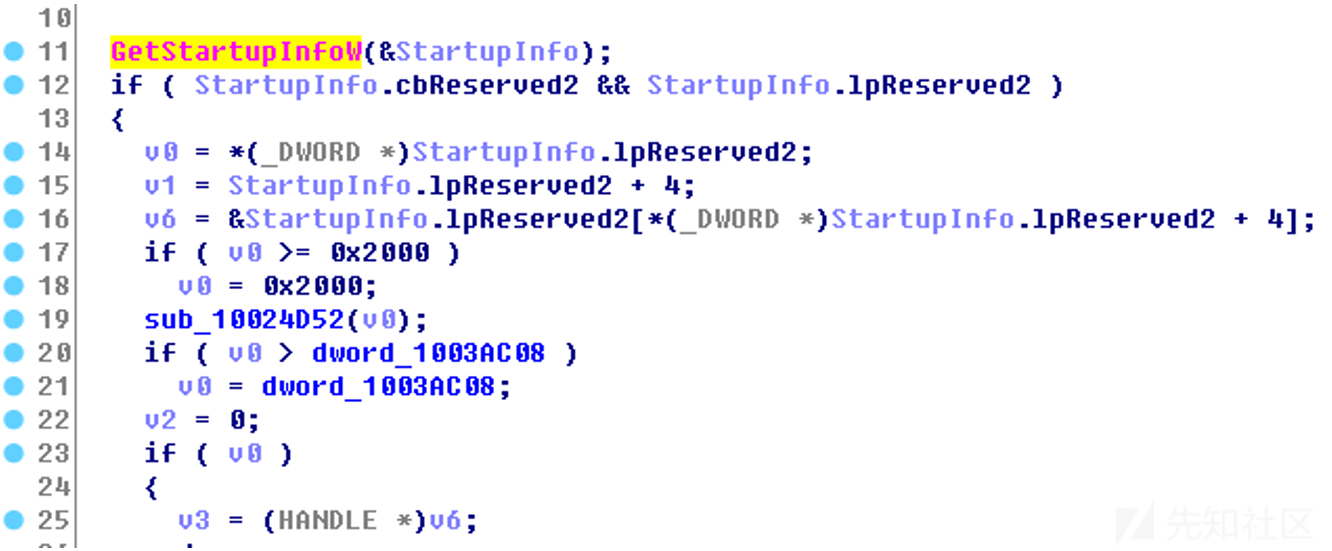 10
11 GetStartupInfoW(&StartupInfo);
12 if ( StartupInfo.cbReserved2 && StartupInfo.lpReserved2 )
13 {
14 v0 = *(_DWORD *)StartupInfo.lpReserved2;
15 v1 = StartupInfo.lpReserved2 + 4;
16 v6 = &StartupInfo.lpReserved2[*(_DWORD *)StartupInfo.lpReserved2 + 4];
17 if ( v0 >= 0x2000 )
18 v0 = 0x2000;
19 sub_10024D52(v0);
20 if ( v0 > dword_1003AC08 )
21 v0 = dword_1003AC08;
22 v2 = 0;
23 if ( v0 )
24 {
25 v3 = (HANDLE *)v6;
先知社区